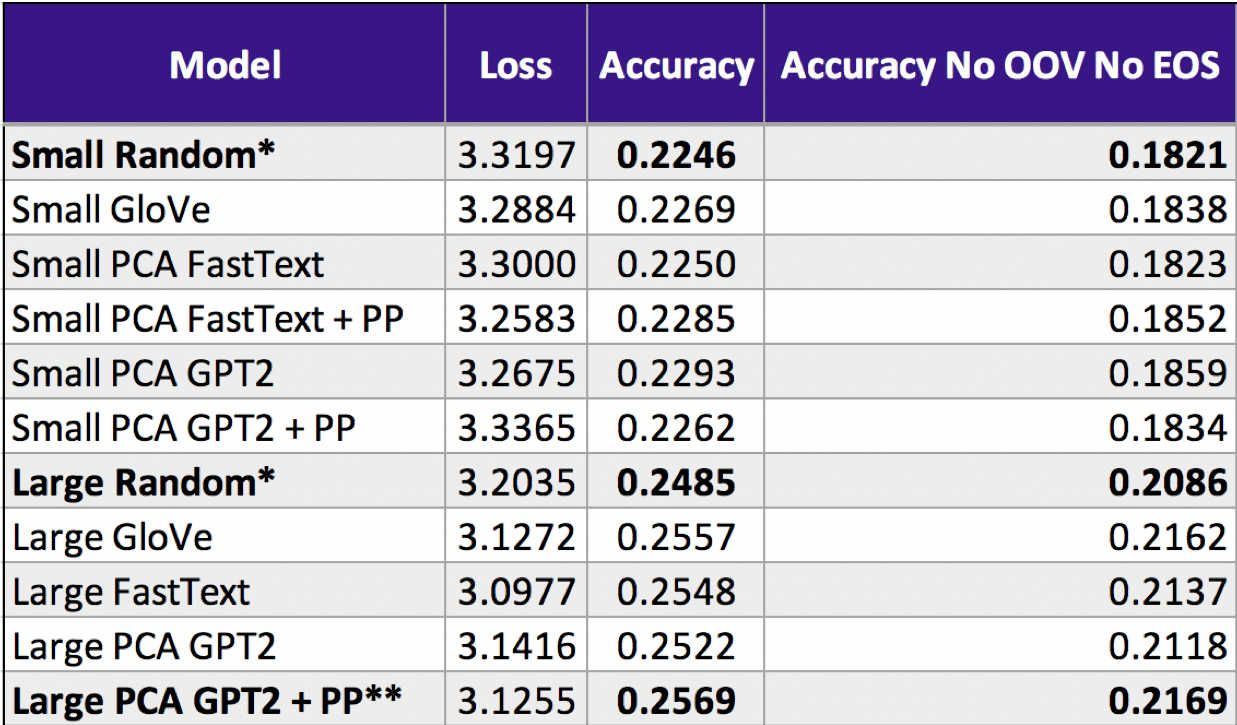 Model Loss Accuracy Accuracy No OOV No EOS
Small Random* 3.3197 0.2246 0.1821
Small GloVe 3.2884 0.2269 0.1838
Small PCA FastText 3.3000 0.2250 0.1823
Small PCA FastText + PP 3.2583 0.2285 0.1852
Small PCA GPT2 3.2675 0.2293 0.1859
Small PCA GPT2 + PP 3.3365 0.2262 0.1834
Large Random* 3.2035 0.2485 0.2086
Large GloVe 3.1272 0.2557 0.2162
Large FastText 3.0977 0.2548 0.2137
Large PCA GPT2 3.1416 0.2522 0.2118
Large PCA GPT2 + PP** 3.1255 0.2569 0.2169